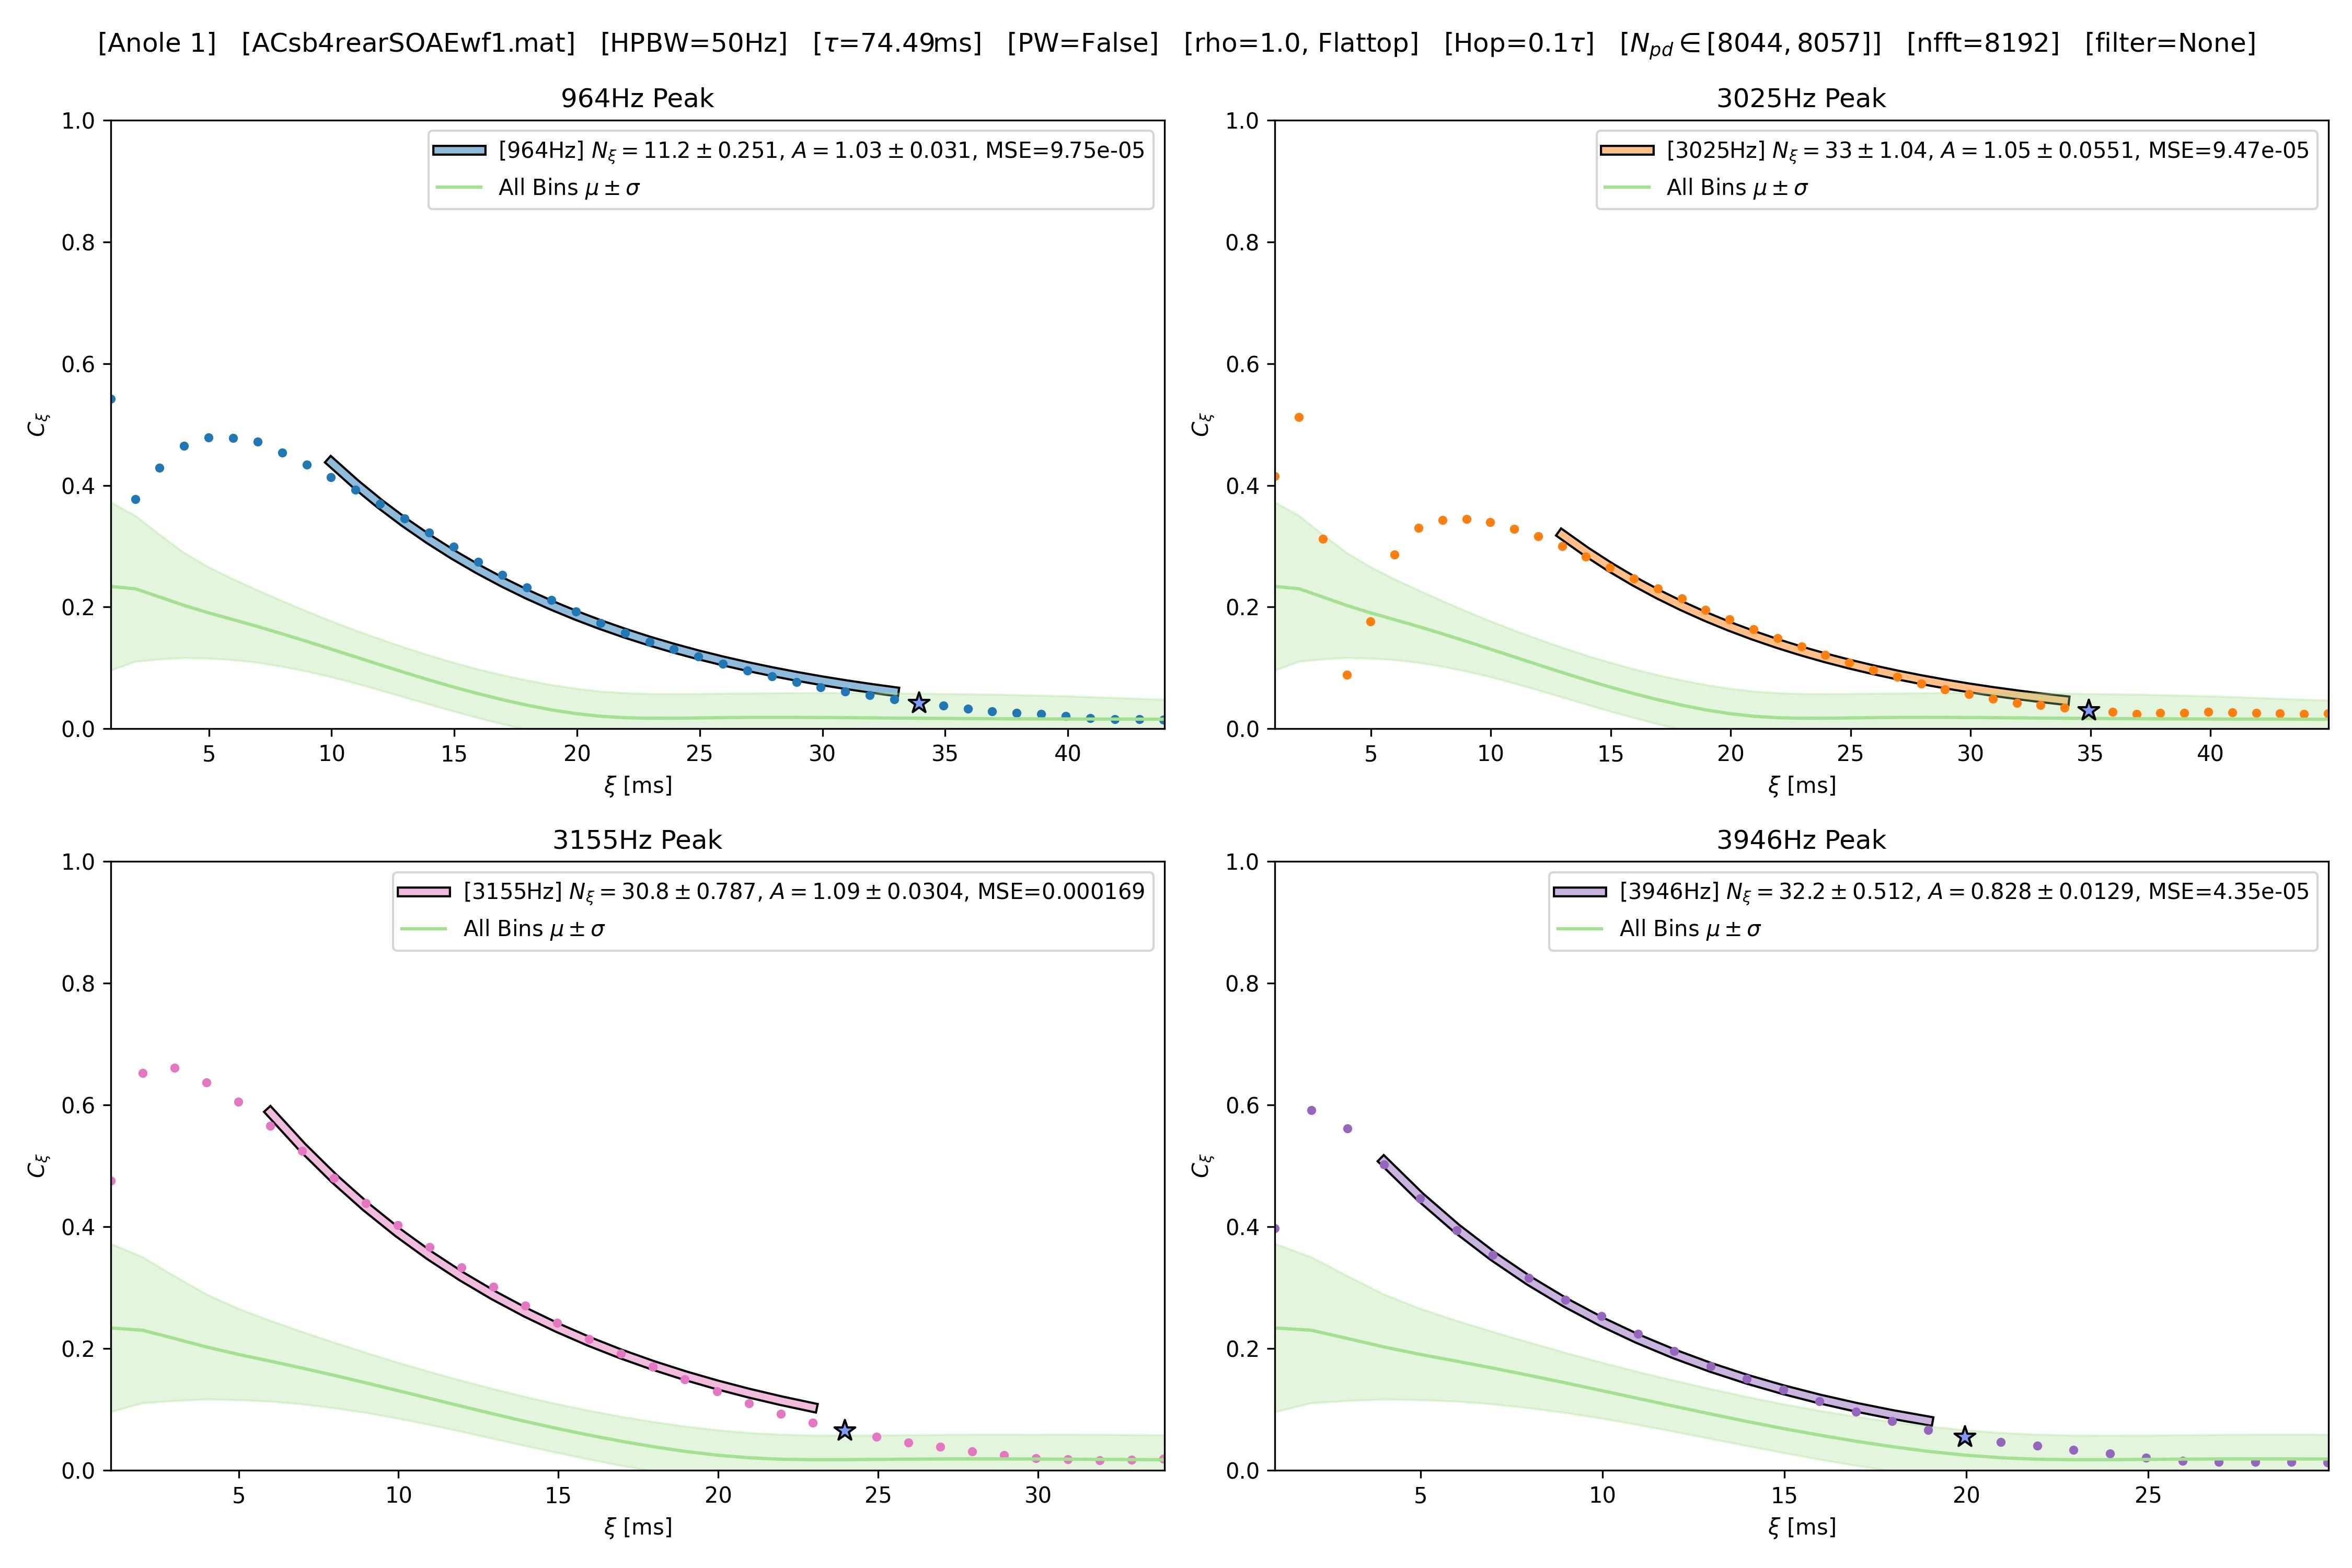 [Anole 1] [ACsb4rearSOAEwf1.mat] [HPBW=50Hz] [τ=74.49ms] [PW=False] [rho=1.0, Flattop] [Hop=0.1τ] [N_pd ∈ [8044, 8057]] [nfft=8192] [filter=None]
964Hz Peak
[964Hz] N_ξ = 11.2 ± 0.251, A = 1.03 ± 0.031, MSE=9.75e-05
All Bins μ ± σ
1.0
0.8
0.6
0.4
0.2
0.0
C_ξ
5 10 15 20 25 30 35 40
ξ [ms]
3025Hz Peak
[3025Hz] N_ξ = 33 ± 1.04, A = 1.05 ± 0.0551, MSE=9.47e-05
All Bins μ ± σ
1.0
0.8
0.6
0.4
0.2
0.0
C_ξ
5 10 15 20 25 30 35 40
ξ [ms]
3155Hz Peak
[3155Hz] N_ξ = 30.8 ± 0.787, A = 1.09 ± 0.0304, MSE=0.000169
All Bins μ ± σ
1.0
0.8
0.6
0.4
0.2
0.0
C_ξ
5 10 15 20 25 30
ξ [ms]
3946Hz Peak
[3946Hz] N_ξ = 32.2 ± 0.512, A = 0.828 ± 0.0129, MSE=4.35e-05
All Bins μ ± σ
1.0
0.8
0.6
0.4
0.2
0.0
C_ξ
5 10 15 20 25
ξ [ms]